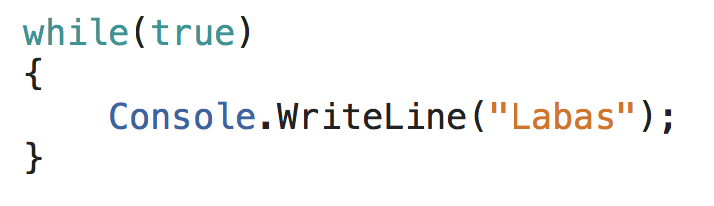 while(true)
{
    Console.WriteLine("Labas");
}